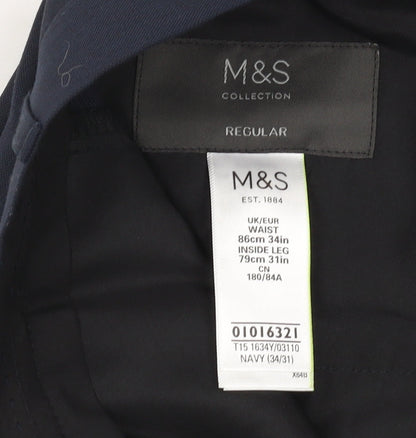 M&S
COLLECTION
REGULAR
M&S
EST. 1884
UK/EUR
WAIST
86cm 34in
INSIDE LEG
79cm 31in
CN
180/84A
01016321
T15 1634Y/03110
NAVY (34/31)